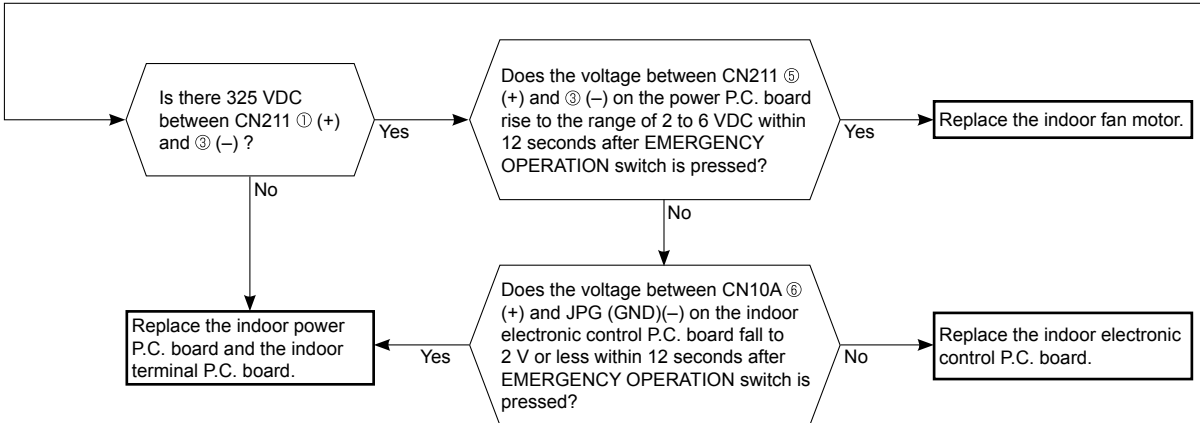 Is there 325 VDC
between CN211 ① (+)
and ③ (–) ?
Yes
No
Does the voltage between CN211 ⑤
(+) and ③ (–) on the power P.C. board
rise to the range of 2 to 6 VDC within
12 seconds after EMERGENCY
OPERATION switch is pressed?
Yes
No
Replace the indoor fan motor.
Does the voltage between CN10A ⑥
(+) and JPG (GND)(–) on the indoor
electronic control P.C. board fall to
2 V or less within 12 seconds after
EMERGENCY OPERATION switch is
pressed?
Yes
No
Replace the indoor power
P.C. board and the indoor
terminal P.C. board.
Replace the indoor electronic
control P.C. board.